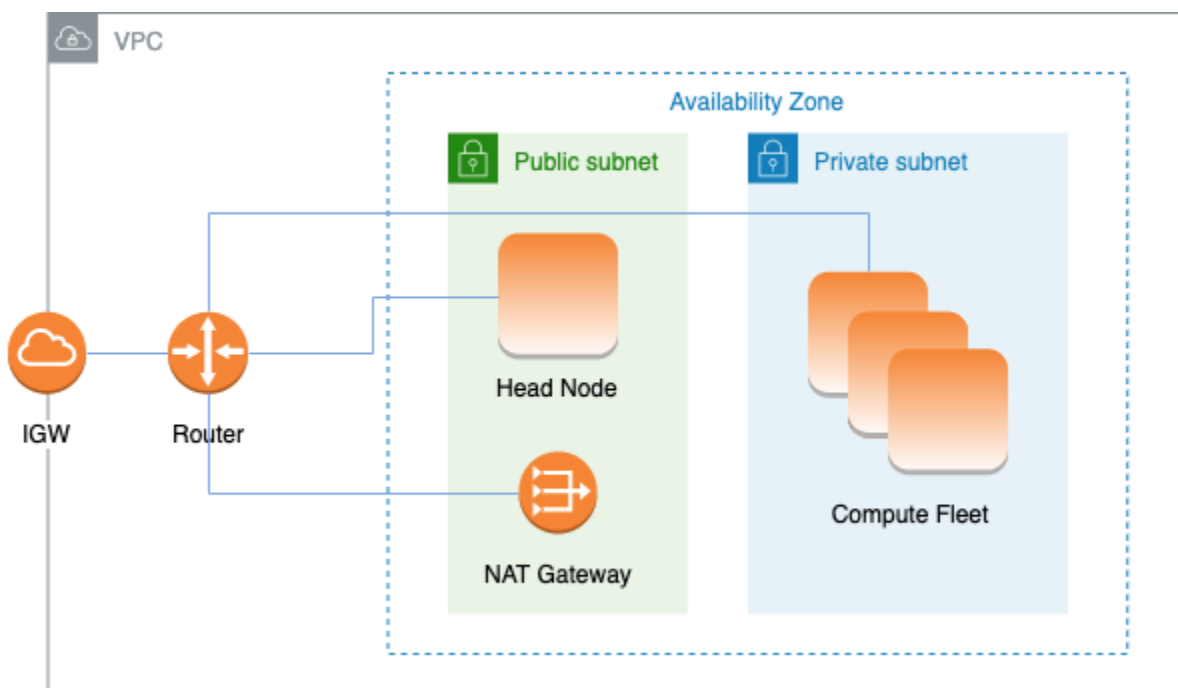 VPC
Availability Zone
Public subnet
Private subnet
Head Node
IGW
Router
Compute Fleet
NAT Gateway